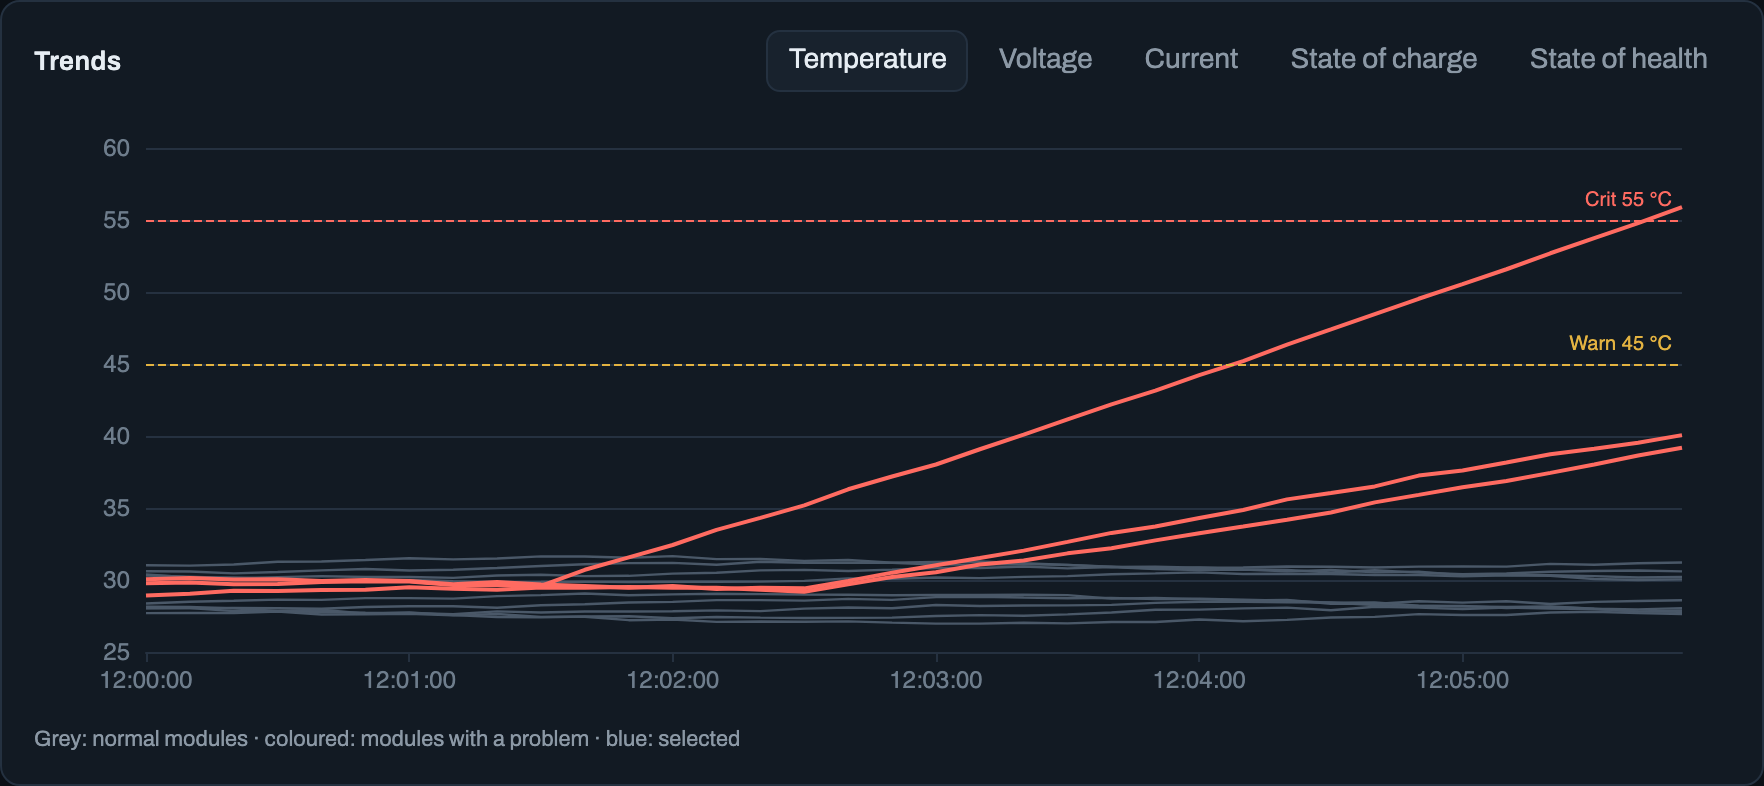 Trends
Temperature
Voltage
Current
State of charge
State of health
60
Crit 55 °C
55
50
Warn 45 °C
45
40
35
30
25
12:00:00
12:01:00
12:02:00
12:03:00
12:04:00
12:05:00
Grey: normal modules · coloured: modules with a problem · blue: selected